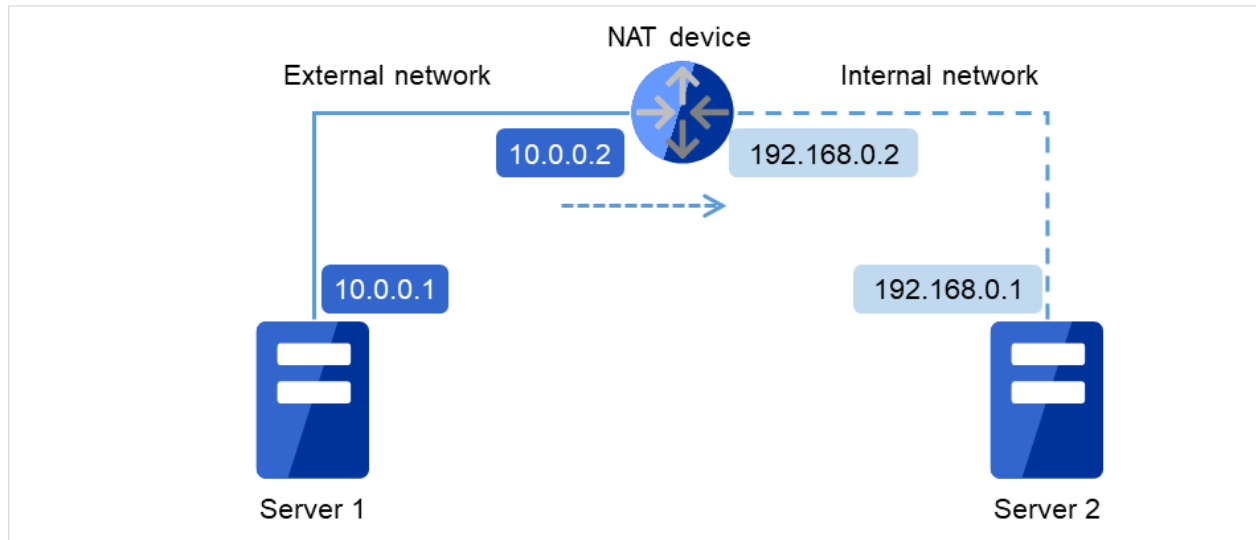 NAT device
External network
Internal network
10.0.0.2
192.168.0.2
10.0.0.1
192.168.0.1
Server 1
Server 2